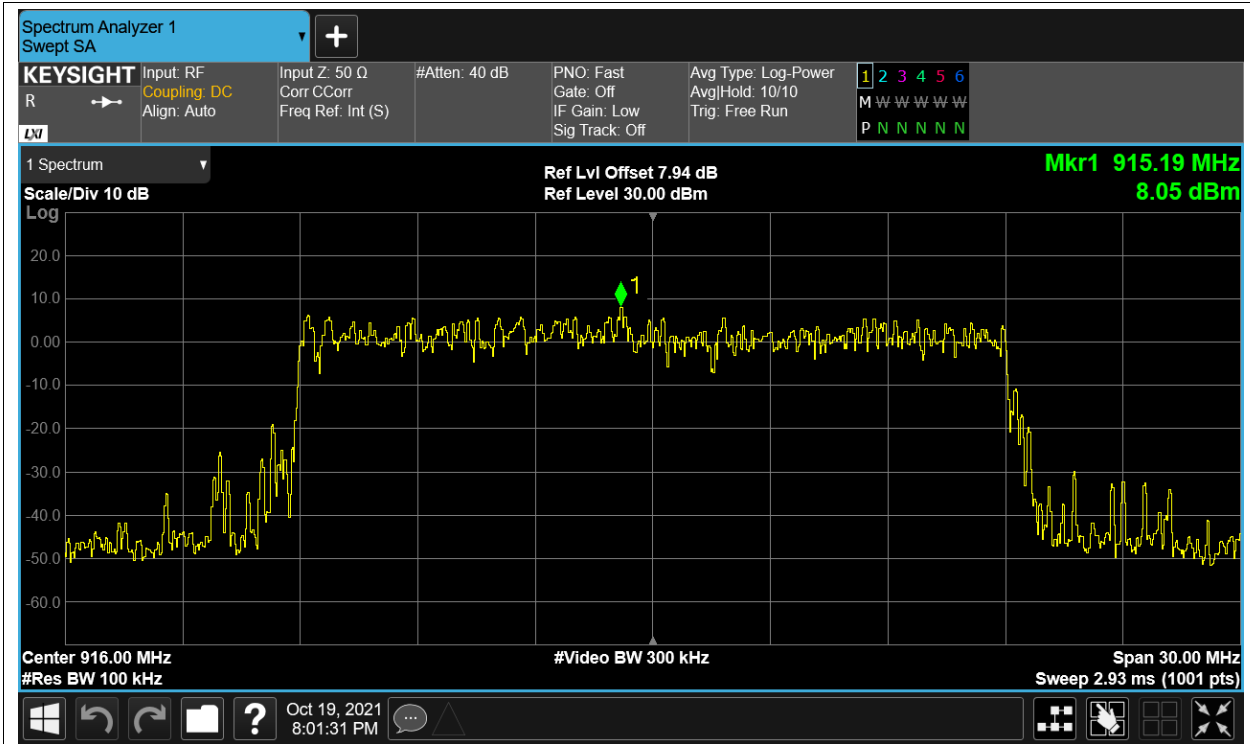 Spectrum Analyzer 1
Swept SA
+
KEYSIGHT
R
LXI
Input: RF
Coupling: DC
Align: Auto
Input Z: 50 Ω
Corr CCorr
Freq Ref: Int (S)
#Atten: 40 dB
PNO: Fast
Gate: Off
IF Gain: Low
Sig Track: Off
Avg Type: Log-Power
Avg|Hold: 10/10
Trig: Free Run
1 2 3 4 5 6
M W W W W W
P N N N N N
1 Spectrum
Scale/Div 10 dB
Log
Ref Lvl Offset 7.94 dB
Ref Level 30.00 dBm
Mkr1 915.19 MHz
8.05 dBm
1
20.0
10.0
0.00
-10.0
-20.0
-30.0
-40.0
-50.0
-60.0
Center 916.00 MHz
#Res BW 100 kHz
#Video BW 300 kHz
Span 30.00 MHz
Sweep 2.93 ms (1001 pts)
?
Oct 19, 2021
8:01:31 PM